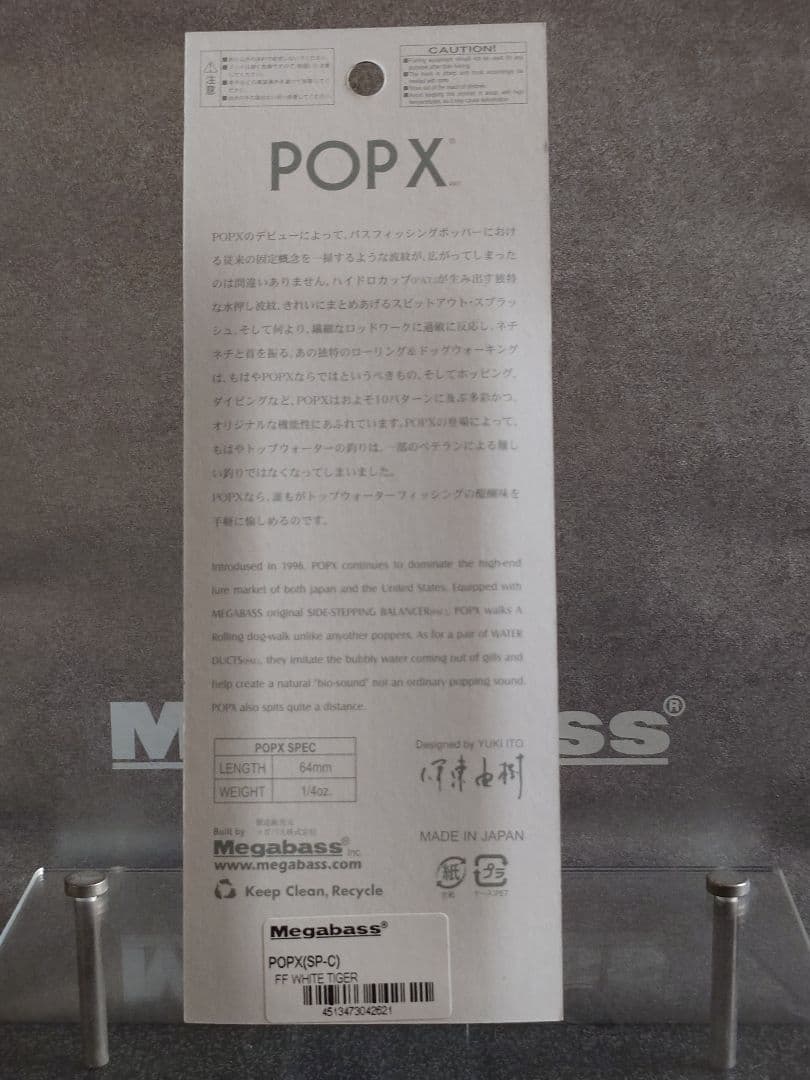 注意
CAUTION!
POPX
POPXのデビューによって、バスフィッシングポッパーにおけ
る従来の固定概念を一掃するような波紋が、広がってしまった
のは間違いありません。ハイドロカップ(PAT.)が生み出す独特
な水押し波紋、きれいにまとめあげるスピットアウト・スプラッ
シュ、そして何より、繊細なロッドワークに過敏に反応し、ネチ
ネチと首を振る、あの独特のローリング&ドッグウォーキング
は、もはやPOPXならではというべきもの、そしてホッピング、
ダイビングなど、POPXはおよそ10パターンに及ぶ多彩かつ、
オリジナルな機能性にあふれています。POPXの登場によって、
もはやトップウォーターの釣りは、一部のベテランによる難し
い釣りではなくなってしまいました。
POPXなら、誰もがトップウォーターフィッシングの醍醐味を
手軽に愉しめるのです。
Introdused in 1996, POPX continues to dominate the high-end
lure market of both japan and the United States. Equipped with
MEGABASS original SIDE-STEPPING BALANCER(PAT.), POPX walks A
Rolling dog-walk unlike anyother poppers. As for a pair of WATER
DUCTS(PAT.), they imitate the bubbly water coming out of gills and
help create a natural "bio-sound" not an ordinary popping sound.
POPX also spits quite a distance.
POPX SPEC
LENGTH 64mm
WEIGHT 1/4oz.
Designed by YUKI ITO
伊東由樹
Built by
Megabass® Inc.
www.megabass.com
Keep Clean, Recycle
MADE IN JAPAN
紙
プラ
Megabass®
POPX(SP-C)
FF WHITE TIGER
4513473042621
M
ss®